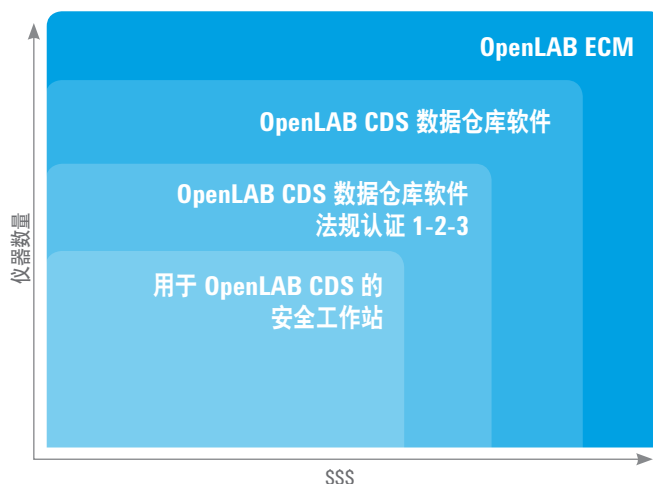 OpenLAB ECM
OpenLAB CDS 数据仓库软件
OpenLAB CDS 数据仓库软件
法规认证 1-2-3
用于 OpenLAB CDS 的
安全工作站
仪器数量
SSS